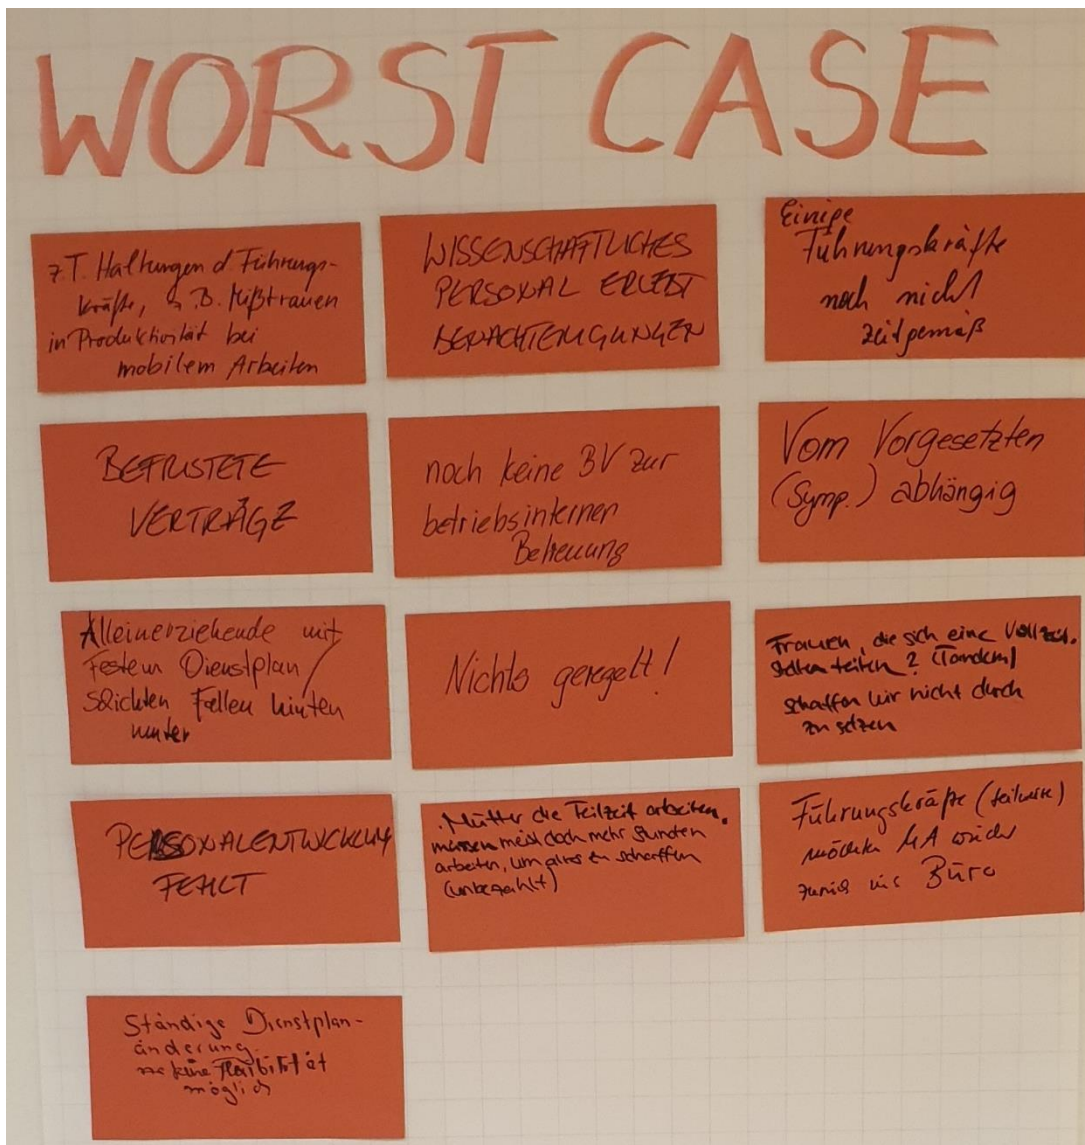 WORST CASE
z.T. Haltungen d. Führungs-
kräfte, z.B. Mißtrauen
in Produktivität bei
mobilem Arbeiten
WISSENSCHAFTLICHES
PERSONAL ERLEBT
BENACHTEILIGUNGEN
Einige
Führungskräfte
noch nicht
zeitgemäß
BEFRISTETE
VERTRÄGE
noch keine BV zur
betriebsinternen
Betreuung
Vom Vorgesetzten
(Symp.) abhängig
Alleinerziehende mit
Festem Dienstplan /
Schichten Fallen hinten
runter
Nichts geregelt!
Frauen, die sich eine Vollzeit.
stellen teilen? (Tandem)
schaffen wir nicht durch
zu setzen
PERSONALENTWICKLUNG
FEHLT
Mütter die Teilzeit arbeiten,
müssen meist doch mehr Stunden
arbeiten, um alles zu schaffen
(unbezahlt)
Führungskräfte (teilweise)
möchten MA wieder
zurück ins Büro
Ständige Dienstplan-
änderung
keine Flexibilität
möglich